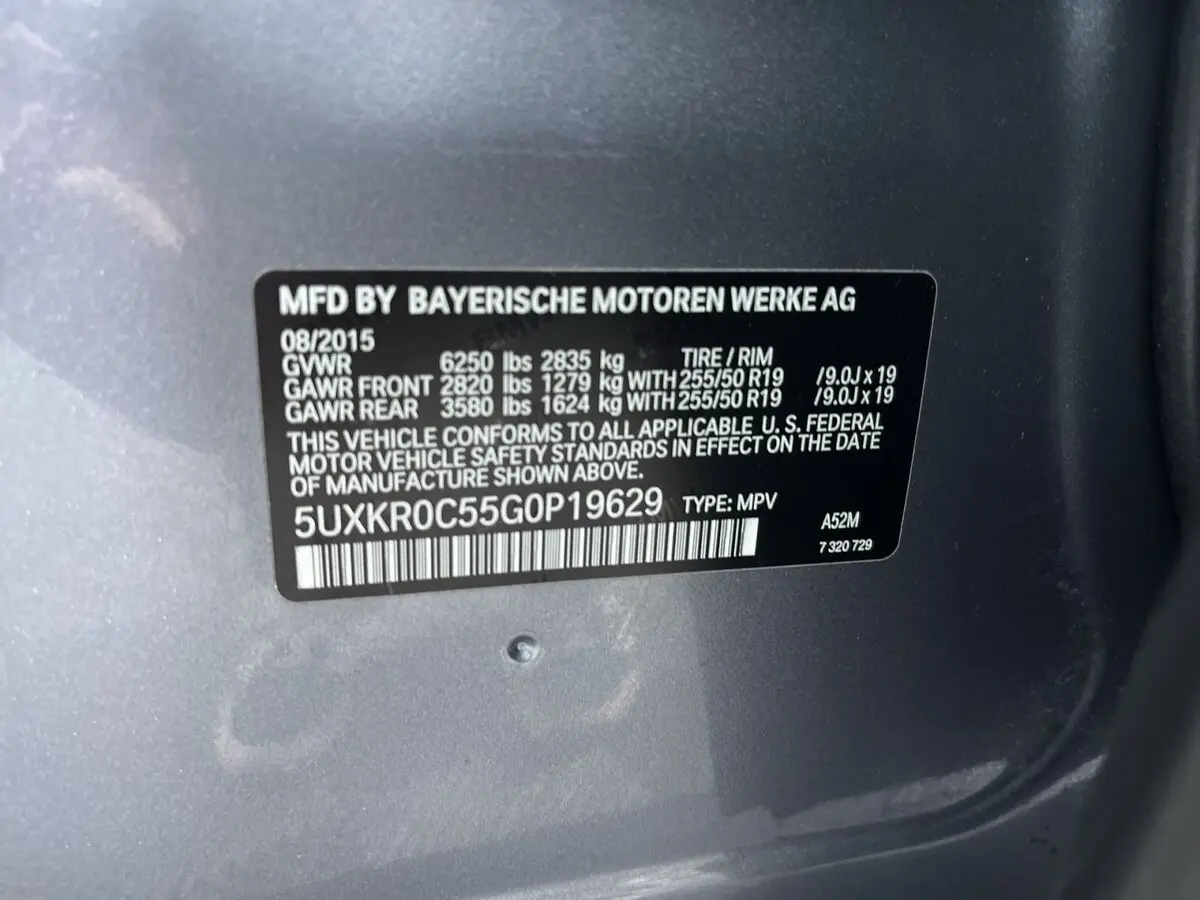 MFD BY BAYERISCHE MOTOREN WERKE AG
08/2015
GVWR 6250 lbs 2835 kg TIRE / RIM
GAWR FRONT 2820 lbs 1279 kg WITH 255/50 R19 /9.0J x 19
GAWR REAR 3580 lbs 1624 kg WITH 255/50 R19 /9.0J x 19
THIS VEHICLE CONFORMS TO ALL APPLICABLE U. S. FEDERAL
MOTOR VEHICLE SAFETY STANDARDS IN EFFECT ON THE DATE
OF MANUFACTURE SHOWN ABOVE.
5UXKR0C55G0P19629 TYPE: MPV
A52M
7 320 729